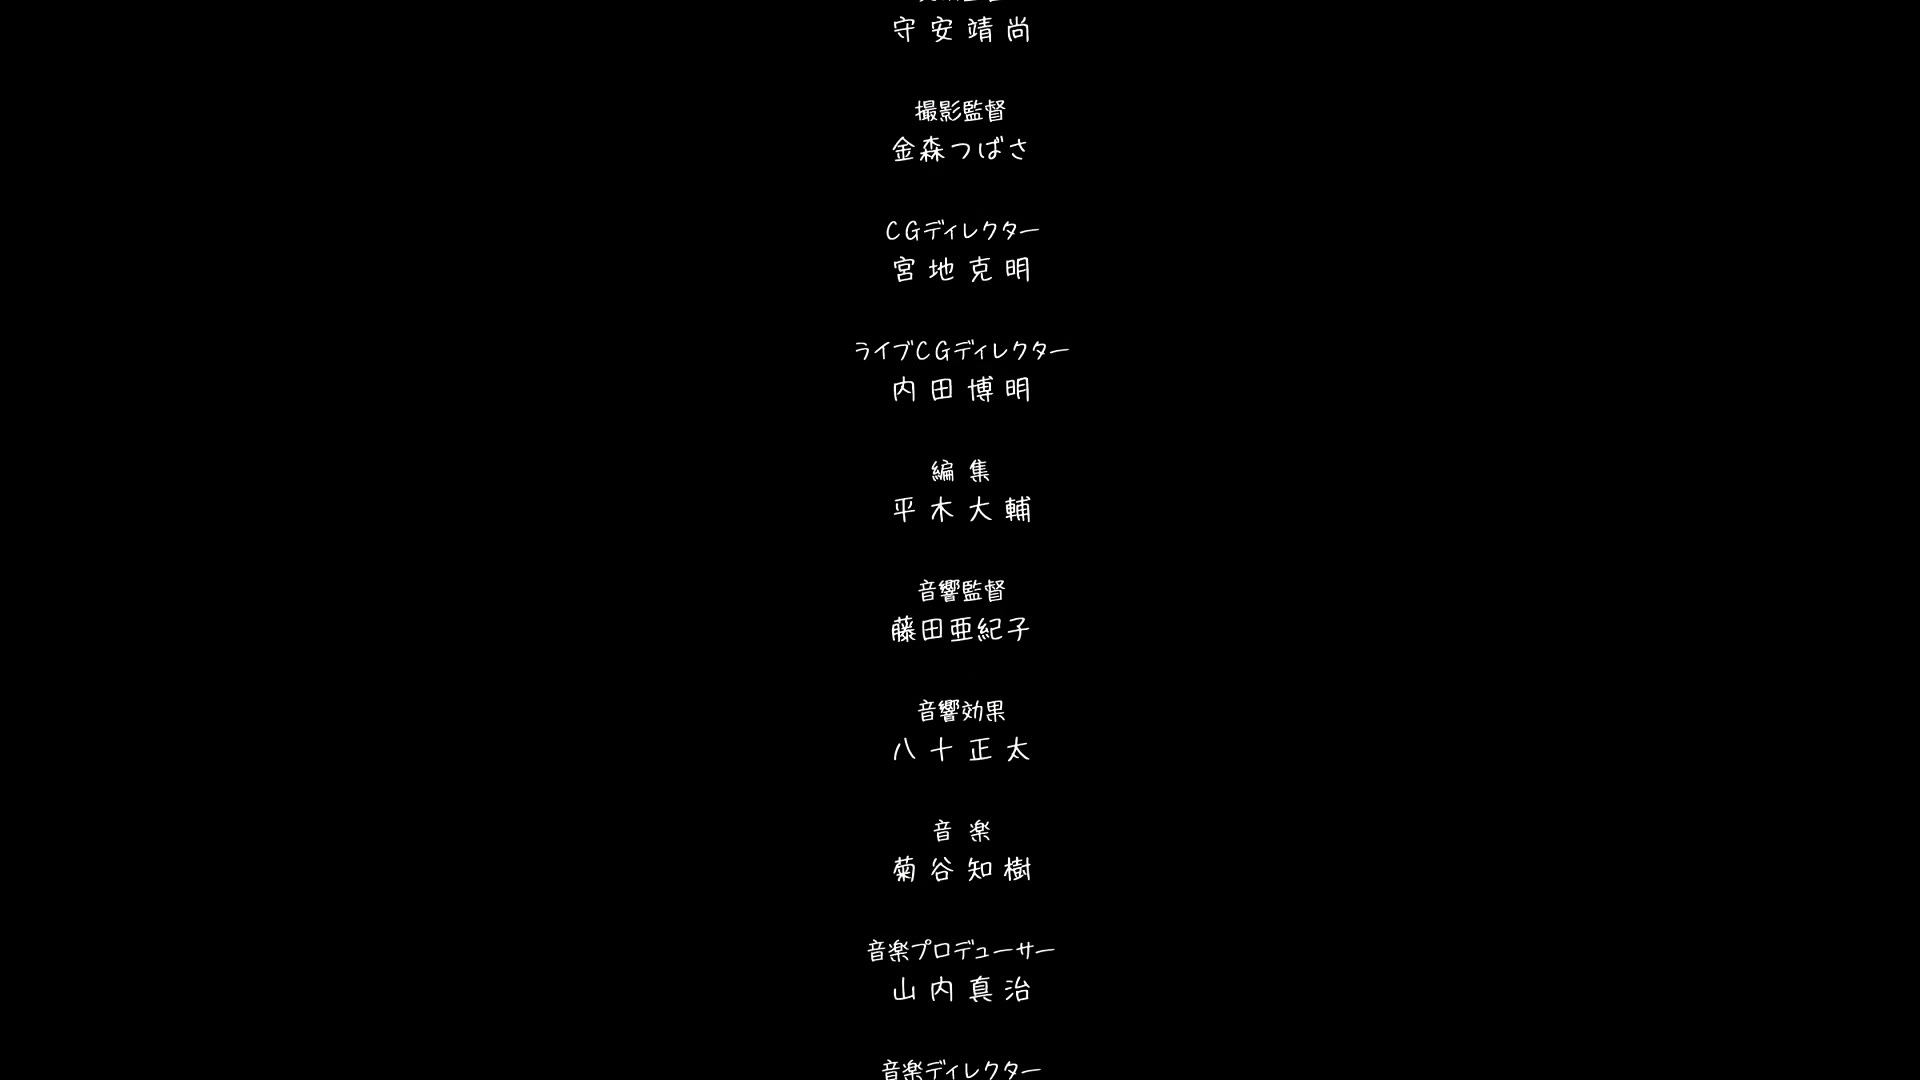 守安靖尚
撮影監督
金森つばさ
CGディレクター
宮地克明
ライブCGディレクター
内田博明
編集
平木大輔
音響監督
藤田亜紀子
音響効果
八十正太
音楽
菊谷知樹
音楽プロデューサー
山内真治
音楽ディレクター